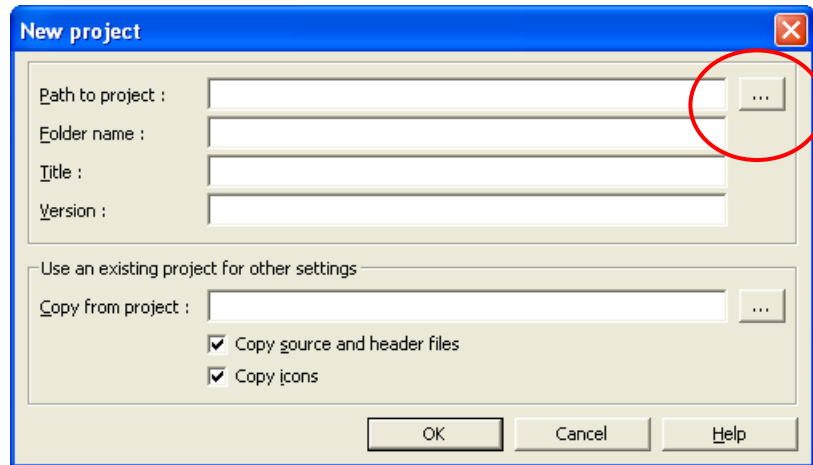 New project
Path to project : ...
Folder name :
Title :
Version :
Use an existing project for other settings
Copy from project : ...
Copy source and header files
Copy icons
OK Cancel Help